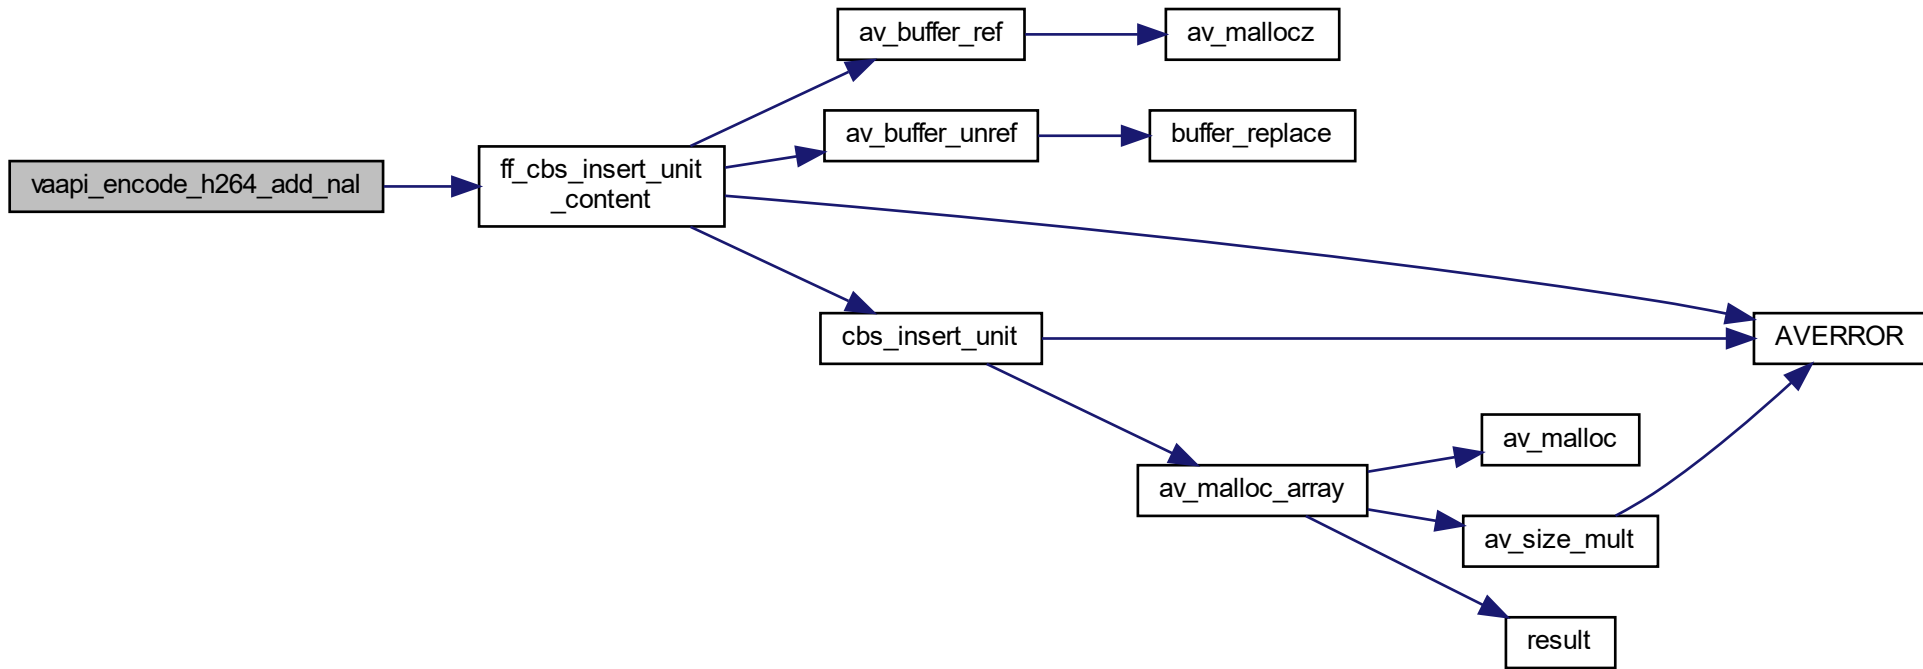 av_buffer_ref
av_mallocz
av_buffer_unref
buffer_replace
vaapi_encode_h264_add_nal
ff_cbs_insert_unit
_content
cbs_insert_unit
AVERROR
av_malloc
av_malloc_array
av_size_mult
result